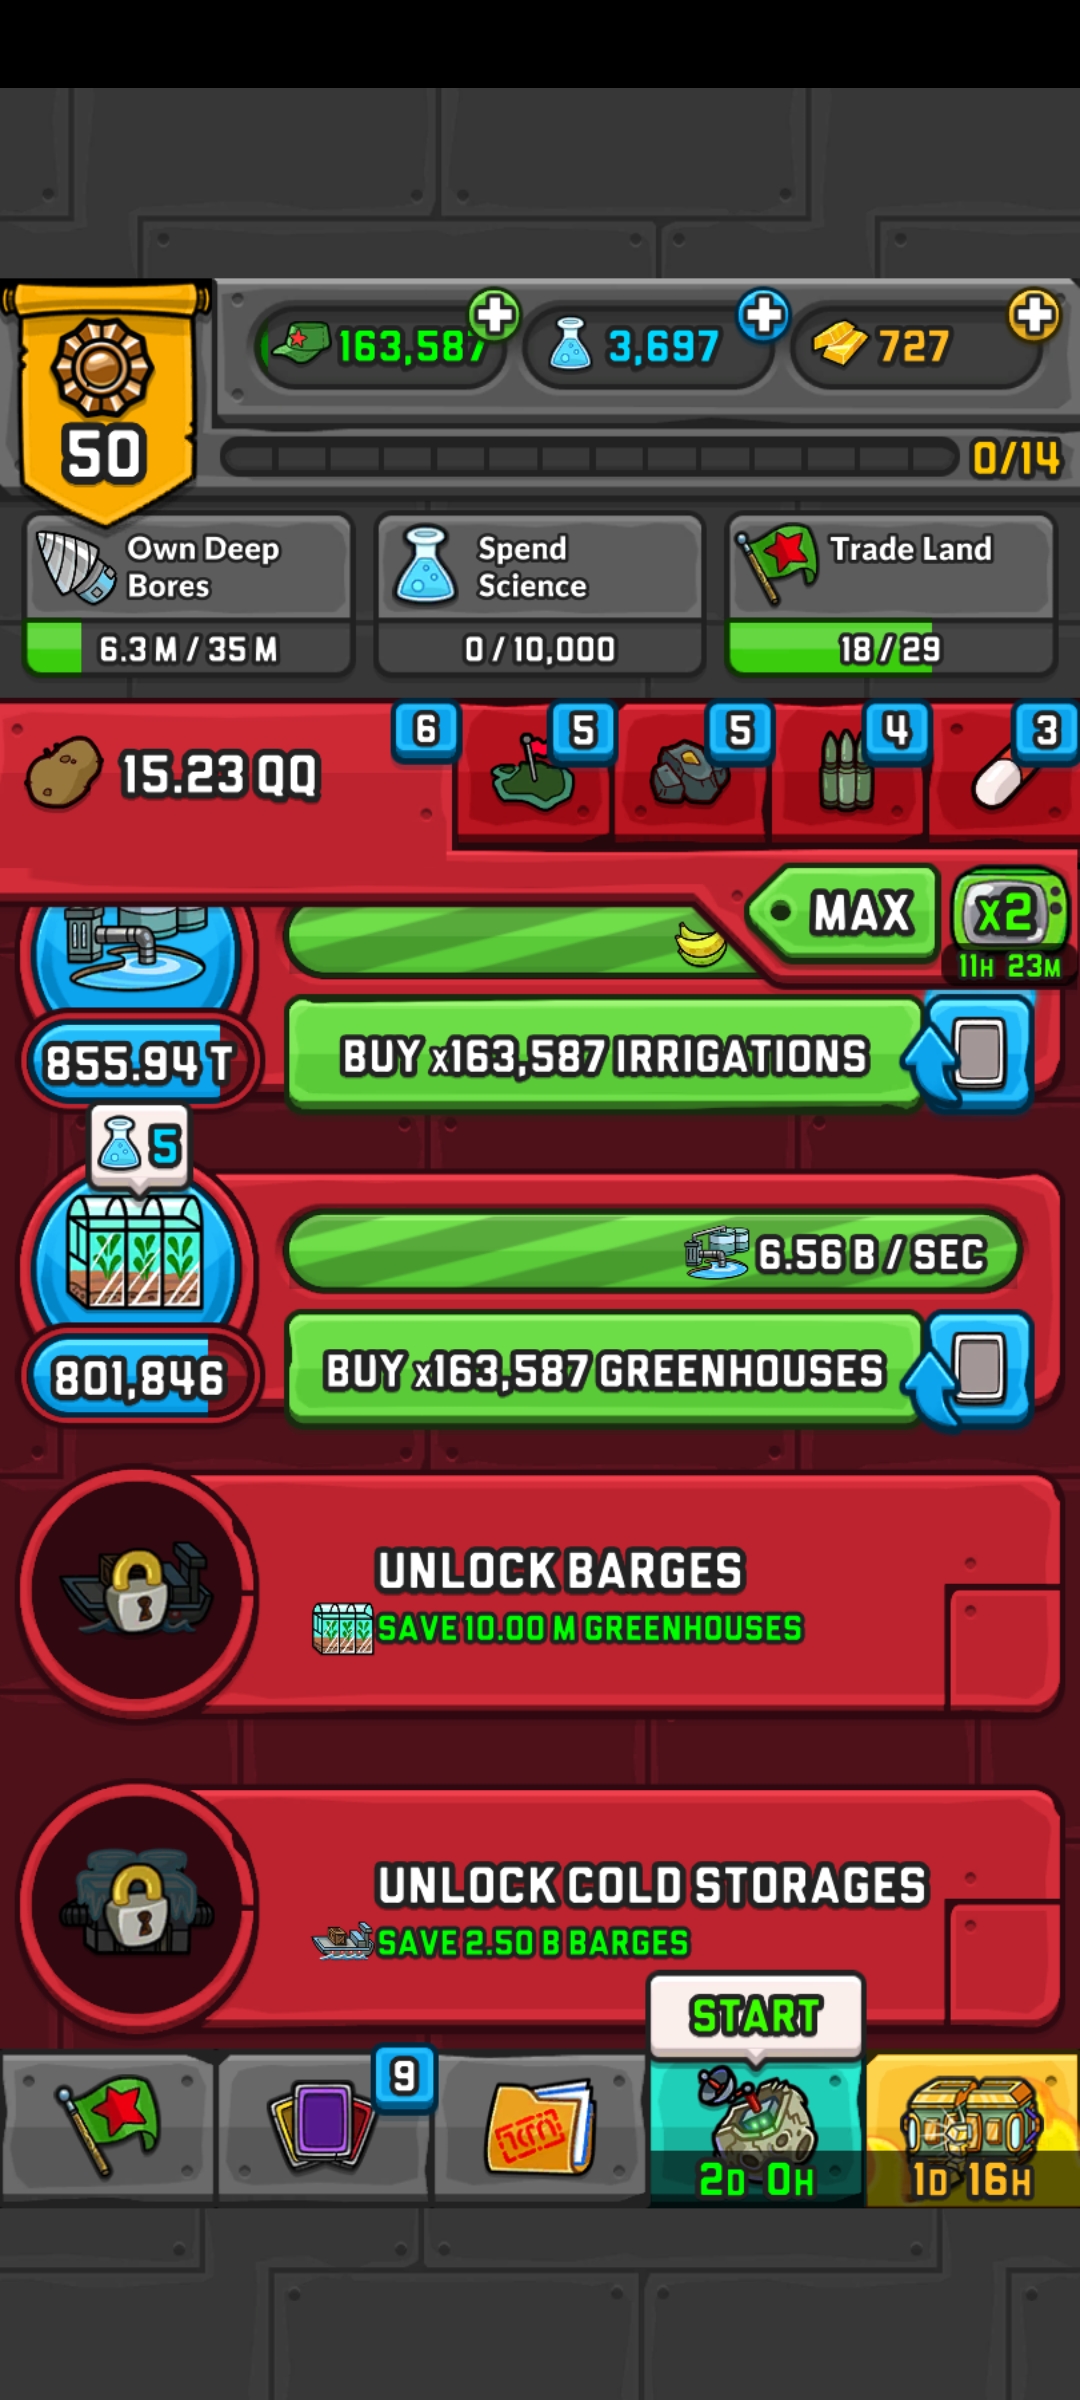 163,587
3,697
727
50
0/14
Own Deep Bores
6.3 M / 35 M
Spend Science
0 / 10,000
Trade Land
18 / 29
15.23 QQ
6
5
5
4
3
MAX
x2
11H 23M
855.94 T
BUY x163,587 IRRIGATIONS
5
6.56 B / SEC
801,846
BUY x163,587 GREENHOUSES
UNLOCK BARGES
SAVE 10.00 M GREENHOUSES
UNLOCK COLD STORAGES
SAVE 2.50 B BARGES
START
9
2D 0H
1D 16H